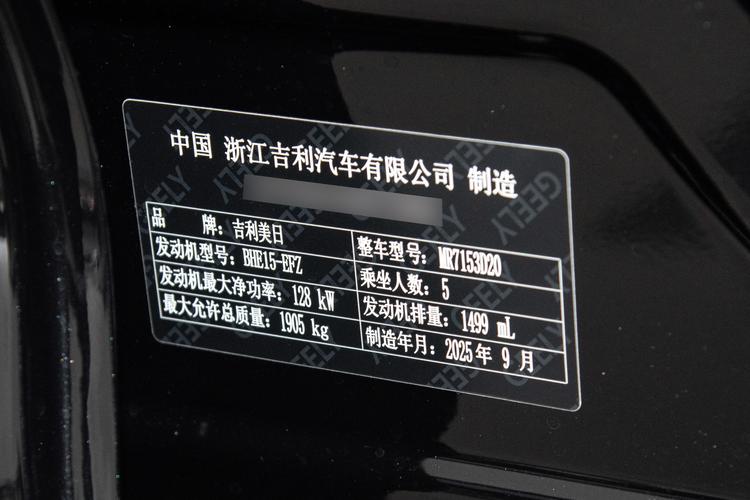 中国 浙江吉利汽车有限公司 制造
品 牌：吉利美日 整车型号：MR7153D20
发动机型号：BHE15-EFZ 乘坐人数：5
发动机最大净功率：128 kW 发动机排量：1499 mL
最大允许总质量：1905 kg 制造年月：2025年 9 月
GEELY